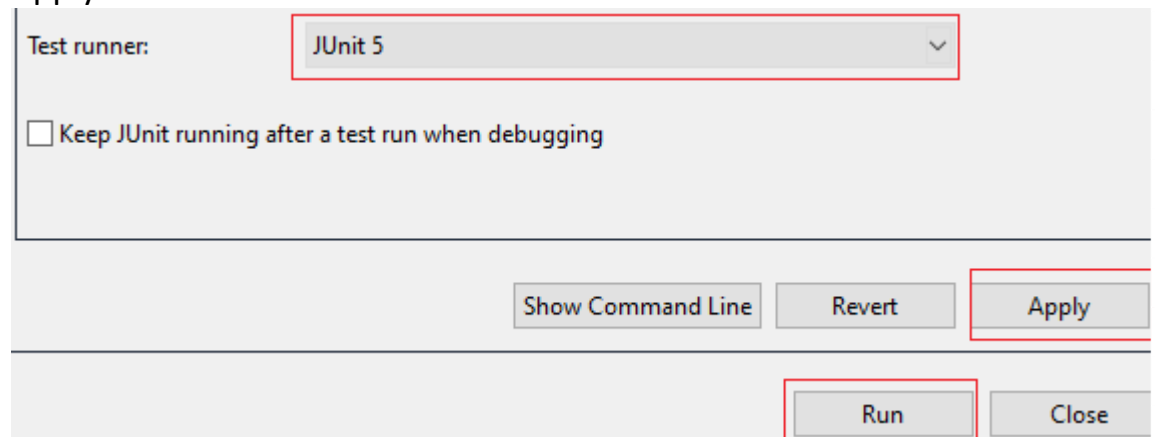 Test runner: JUnit 5
Keep JUnit running after a test run when debugging
Show Command Line Revert Apply
Run Close